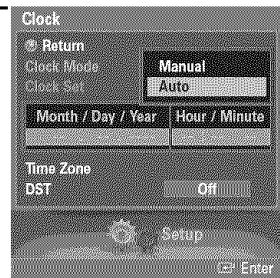 Clock
Return
Clock Mode Manual
Clock Set Auto
Month / Day / Year Hour / Minute
Time Zone
DST Off
Setup
Enter